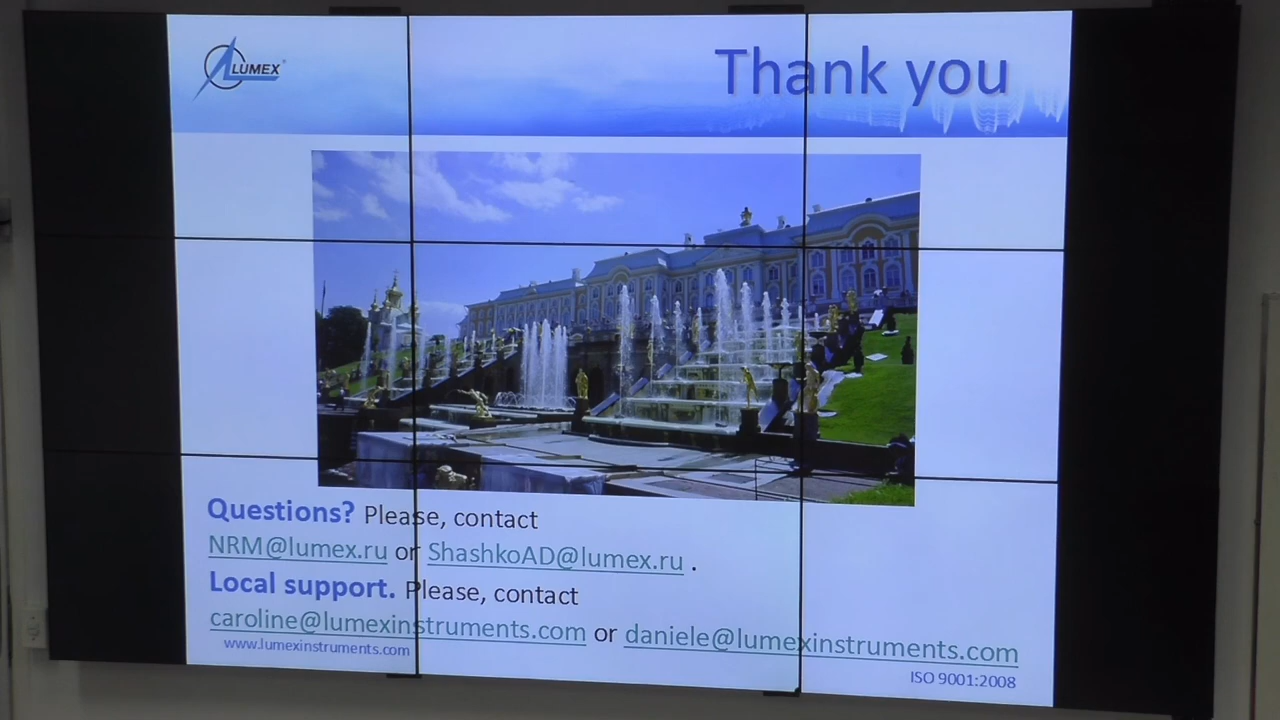 LUMEX
Thank you
Questions? Please, contact
NRM@lumex.ru or ShashkoAD@lumex.ru .
Local support. Please, contact
caroline@lumexinstruments.com or daniele@lumexinstruments.com
www.lumexinstruments.com
ISO 9001:2008